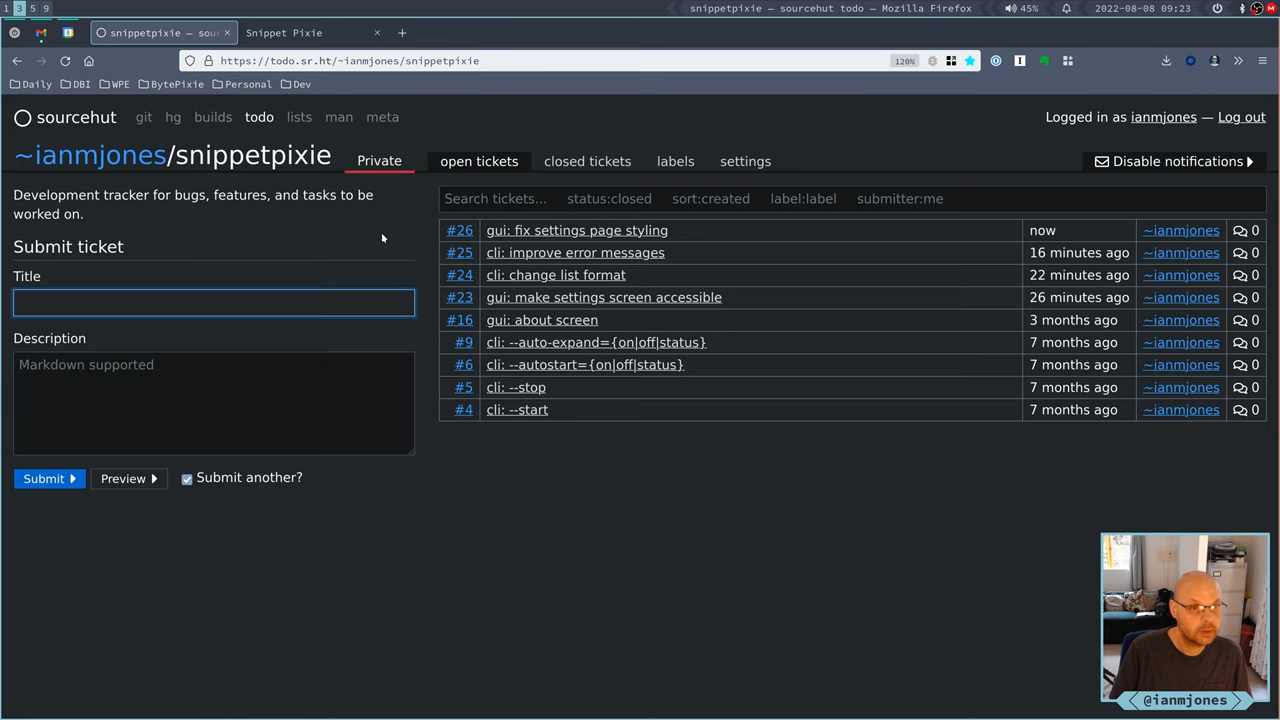 1 3 5 9
snippetpixie — sourcehut todo — Mozilla Firefox
45%
2022-08-08 09:23
snippetpixie — sour
Snippet Pixie
https://todo.sr.ht/~ianmjones/snippetpixie
120%
Daily DBI WPE BytePixie Personal Dev
sourcehut git hg builds todo lists man meta
Logged in as ianmjones — Log out
~ianmjones/snippetpixie Private
open tickets closed tickets labels settings
Disable notifications
Development tracker for bugs, features, and tasks to be
worked on.
Submit ticket
Title
Description
Markdown supported
Submit Preview Submit another?
Search tickets... status:closed sort:created label:label submitter:me
#26 gui: fix settings page styling now ~ianmjones 0
#25 cli: improve error messages 16 minutes ago ~ianmjones 0
#24 cli: change list format 22 minutes ago ~ianmjones 0
#23 gui: make settings screen accessible 26 minutes ago ~ianmjones 0
#16 gui: about screen 3 months ago ~ianmjones 0
#9 cli: --auto-expand={on|off|status} 7 months ago ~ianmjones 0
#6 cli: --autostart={on|off|status} 7 months ago ~ianmjones 0
#5 cli: --stop 7 months ago ~ianmjones 0
#4 cli: --start 7 months ago ~ianmjones 0
@ianmjones